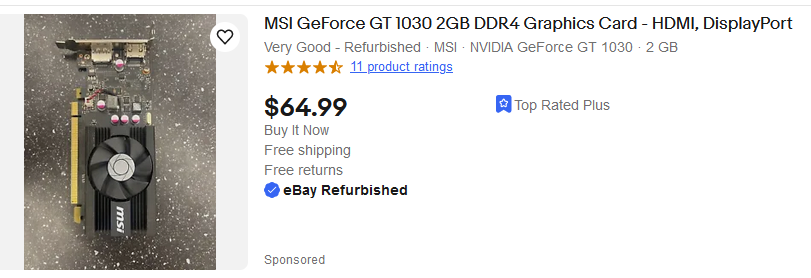 MSI GeForce GT 1030 2GB DDR4 Graphics Card - HDMI, DisplayPort
Very Good - Refurbished · MSI · NVIDIA GeForce GT 1030 · 2 GB
11 product ratings
$64.99
Top Rated Plus
Buy It Now
Free shipping
Free returns
eBay Refurbished
msi
Sponsored